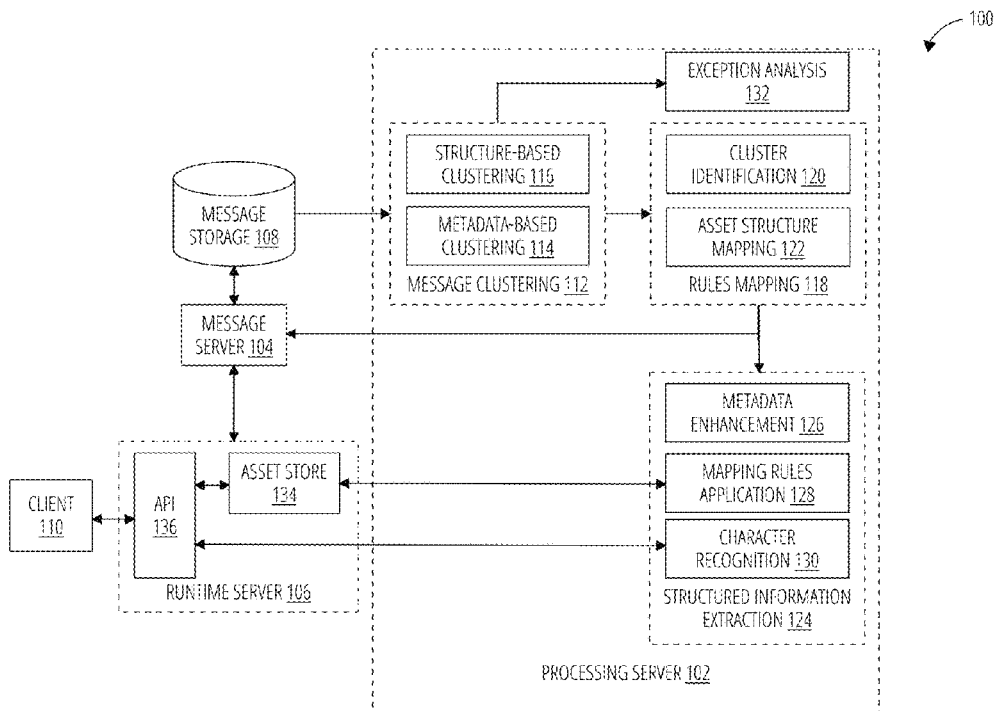 100
EXCEPTION ANALYSIS
132
STRUCTURE-BASED
CLUSTERING 116
METADATA-BASED
CLUSTERING 114
MESSAGE CLUSTERING 112
CLUSTER
IDENTIFICATION 120
ASSET STRUCTURE
MAPPING 122
RULES MAPPING 118
MESSAGE
STORAGE 108
MESSAGE
SERVER 104
METADATA
ENHANCEMENT 126
MAPPING RULES
APPLICATION 128
CHARACTER
RECOGNITION 130
STRUCTURED INFORMATION
EXTRACTION 124
ASSET STORE
134
API
136
CLIENT
110
RUNTIME SERVER 106
PROCESSING SERVER 102